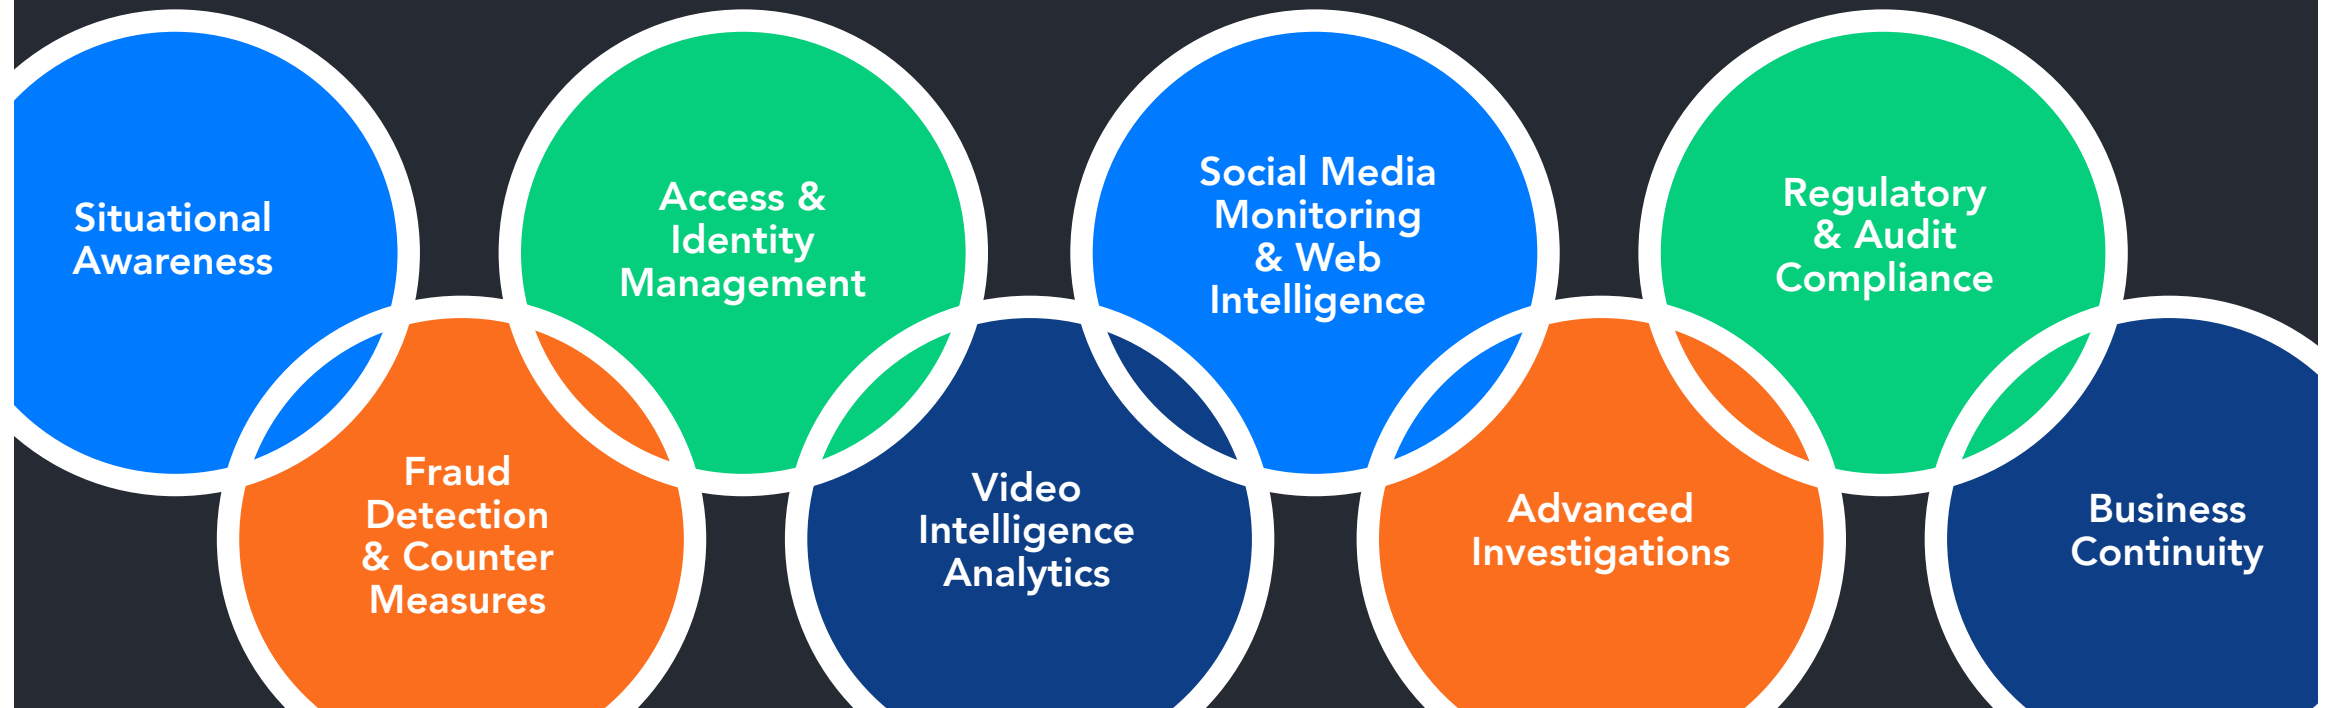 Situational
Awareness
Fraud
Detection
& Counter
Measures
Access &
Identity
Management
Video
Intelligence
Analytics
Social Media
Monitoring
& Web
Intelligence
Advanced
Investigations
Regulatory
& Audit
Compliance
Business
Continuity